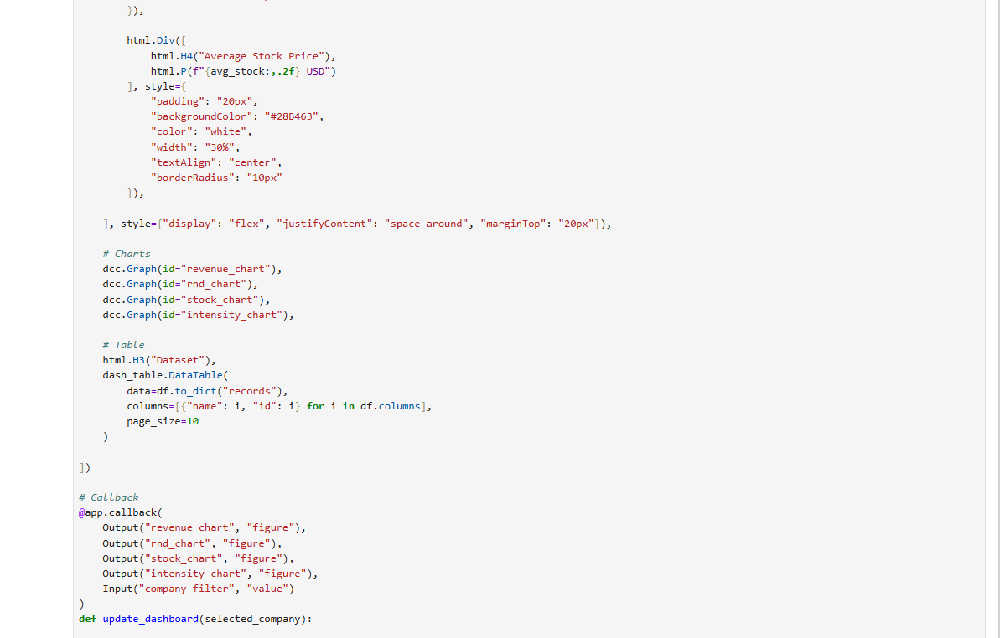 }),
html.Div([
html.H4("Average Stock Price"),
html.P(f"{avg_stock:,.2f} USD")
], style={
"padding": "20px",
"backgroundColor": "#28B463",
"color": "white",
"width": "30%",
"textAlign": "center",
"borderRadius": "10px"
}),
], style={"display": "flex", "justifyContent": "space-around", "marginTop": "20px"}),
# Charts
dcc.Graph(id="revenue_chart"),
dcc.Graph(id="rnd_chart"),
dcc.Graph(id="stock_chart"),
dcc.Graph(id="intensity_chart"),
# Table
html.H3("Dataset"),
dash_table.DataTable(
data=df.to_dict("records"),
columns=[{"name": i, "id": i} for i in df.columns],
page_size=10
)
])
# Callback
@app.callback(
Output("revenue_chart", "figure"),
Output("rnd_chart", "figure"),
Output("stock_chart", "figure"),
Output("intensity_chart", "figure"),
Input("company_filter", "value")
)
def update_dashboard(selected_company):